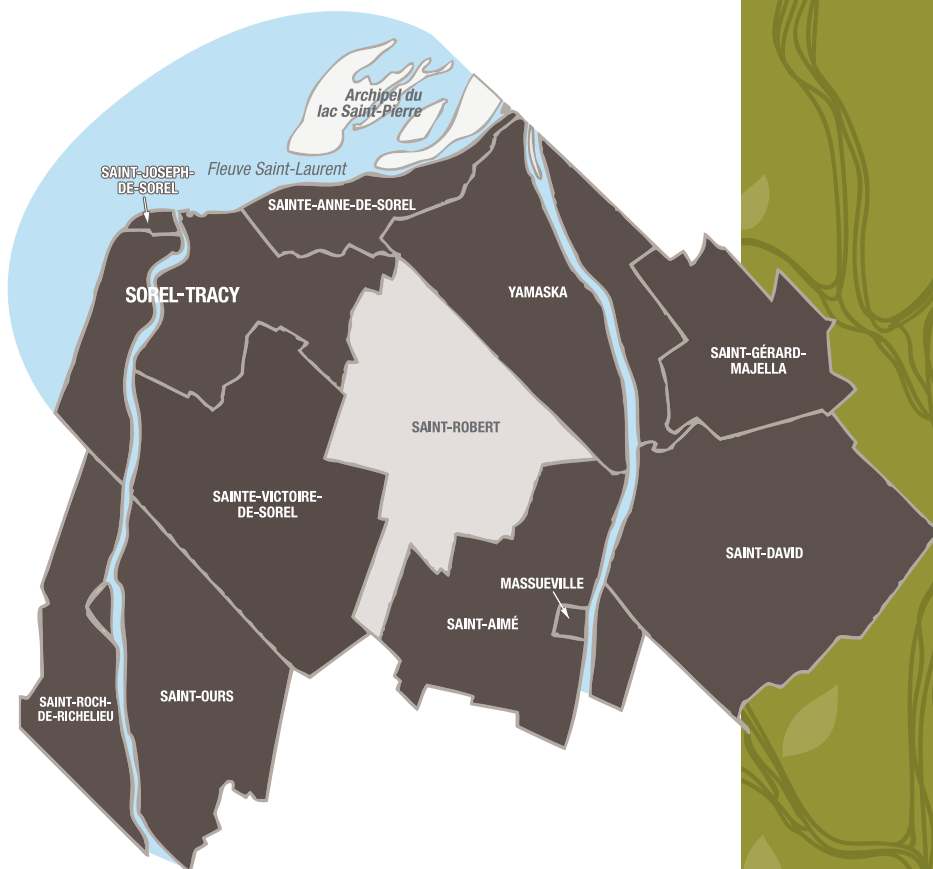 Archipel du
lac Saint-Pierre
Fleuve Saint-Laurent
SAINT-JOSEPH-
DE-SOREL
SAINTE-ANNE-DE-SOREL
SOREL-TRACY
YAMASKA
SAINT-GÉRARD-
MAJELLA
SAINT-ROBERT
SAINTE-VICTOIRE-
DE-SOREL
SAINT-DAVID
MASSUEVILLE
SAINT-AIMÉ
SAINT-ROCH-
DE-RICHELIEU
SAINT-OURS